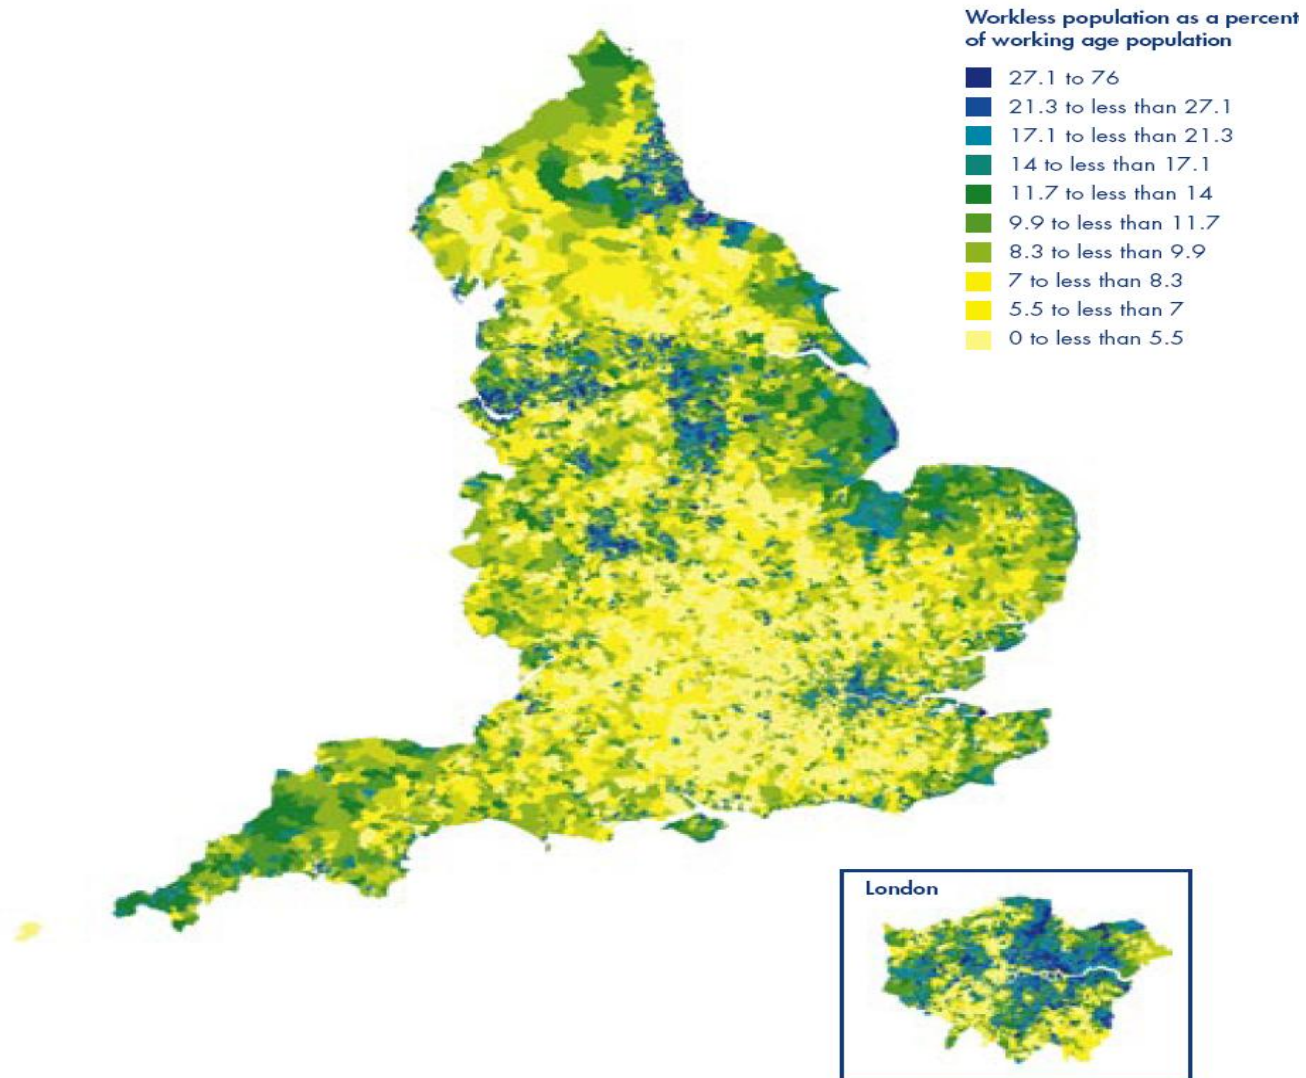 Workless population as a percent
of working age population
27.1 to 76
21.3 to less than 27.1
17.1 to less than 21.3
14 to less than 17.1
11.7 to less than 14
9.9 to less than 11.7
8.3 to less than 9.9
7 to less than 8.3
5.5 to less than 7
0 to less than 5.5
London